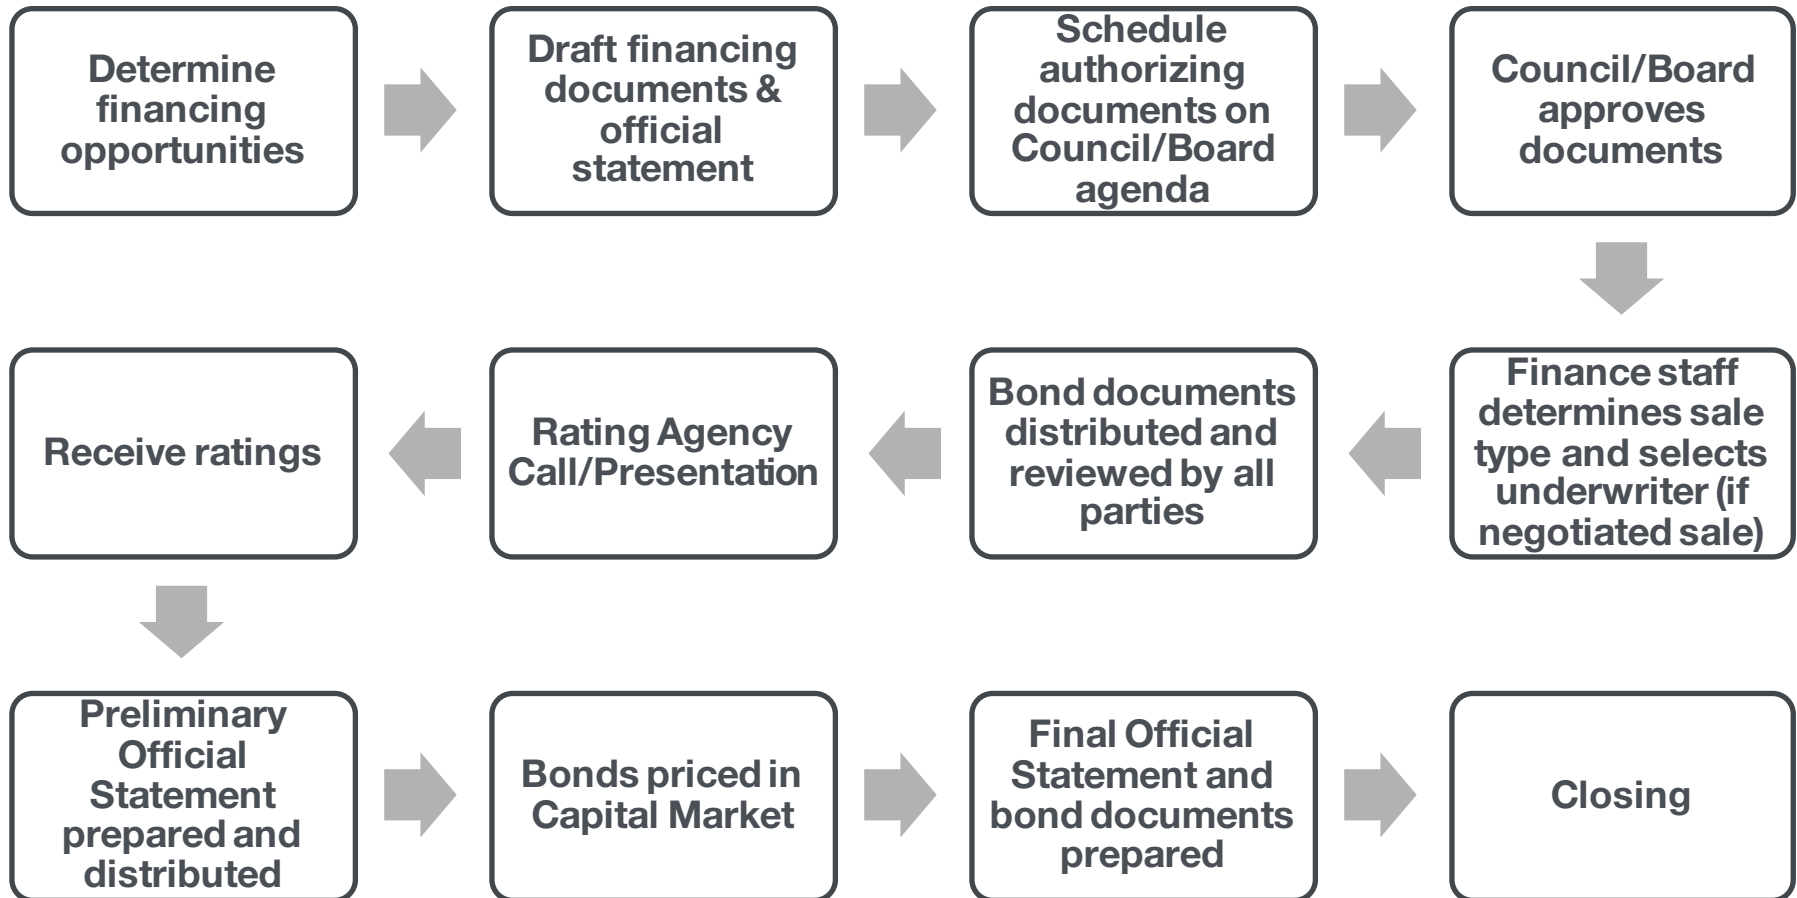 Determine
financing
opportunities
Draft financing
documents &
official
statement
Schedule
authorizing
documents on
Council/Board
agenda
Council/Board
approves
documents
Finance staff
determines sale
type and selects
underwriter (if
negotiated sale)
Bond documents
distributed and
reviewed by all
parties
Rating Agency
Call/Presentation
Receive ratings
Preliminary
Official
Statement
prepared and
distributed
Bonds priced in
Capital Market
Final Official
Statement and
bond documents
prepared
Closing